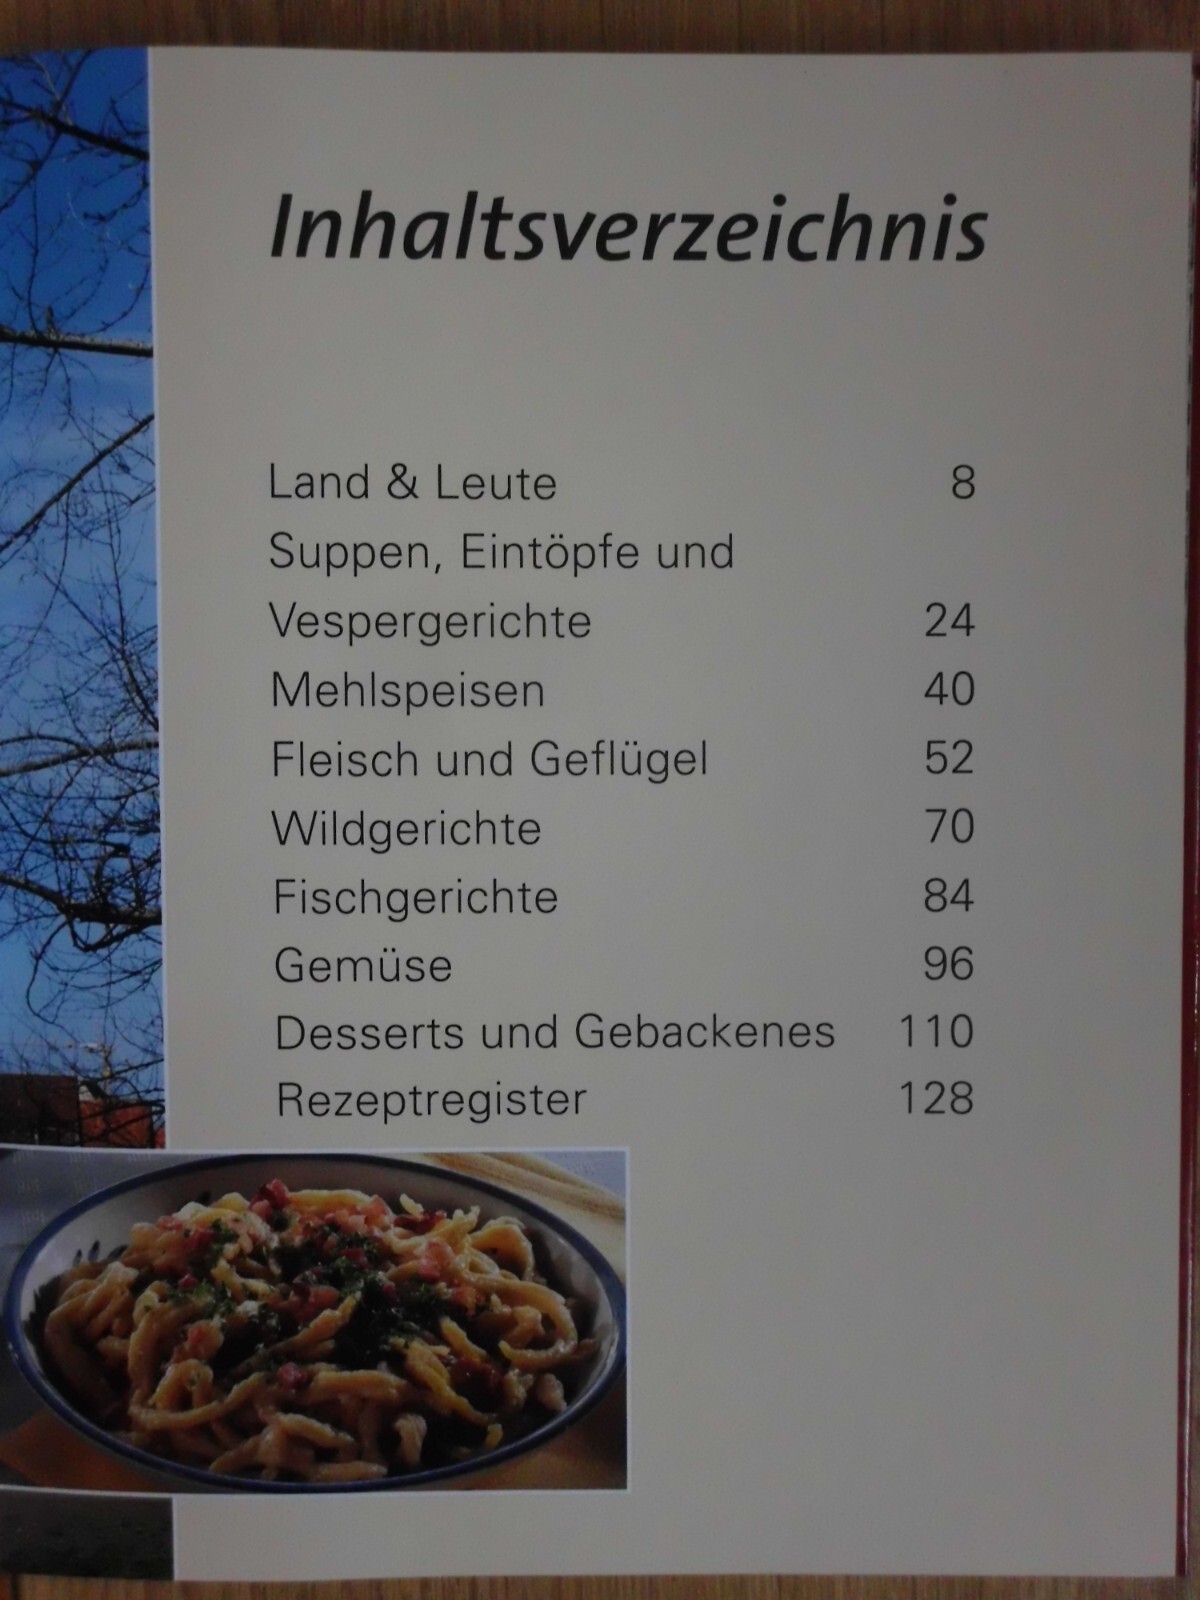 Inhaltsverzeichnis
Land & Leute 8
Suppen, Eintöpfe und
Vespergerichte 24
Mehlspeisen 40
Fleisch und Geflügel 52
Wildgerichte 70
Fischgerichte 84
Gemüse 96
Desserts und Gebackenes 110
Rezeptregister 128